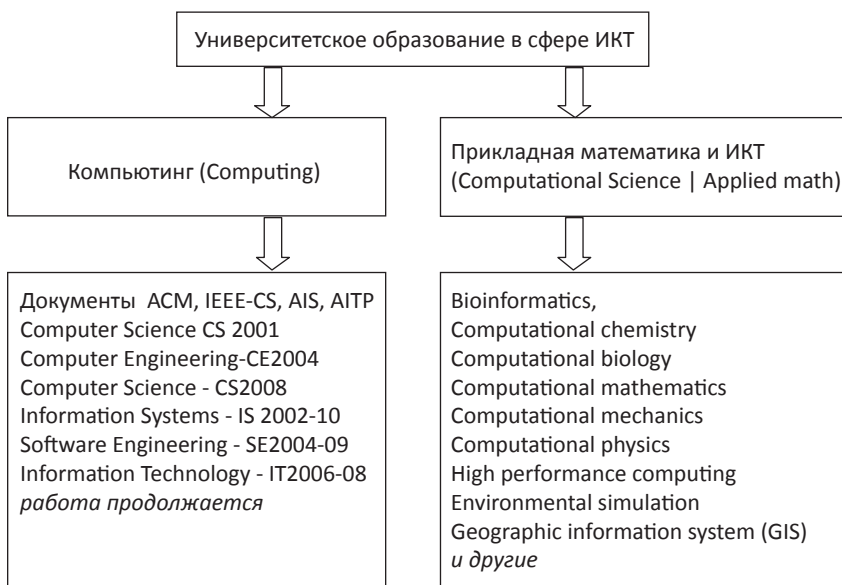 Университетское образование в сфере ИКТ
Компьютинг (Computing)
Прикладная математика и ИКТ
(Computational Science | Applied math)
Документы ACM, IEEE-CS, AIS, AITP
Computer Science CS 2001
Computer Engineering-CE2004
Computer Science - CS2008
Information Systems - IS 2002-10
Software Engineering - SE2004-09
Information Technology - IT2006-08
работа продолжается
Bioinformatics,
Computational chemistry
Computational biology
Computational mathematics
Computational mechanics
Computational physics
High performance computing
Environmental simulation
Geographic information system (GIS)
и другие